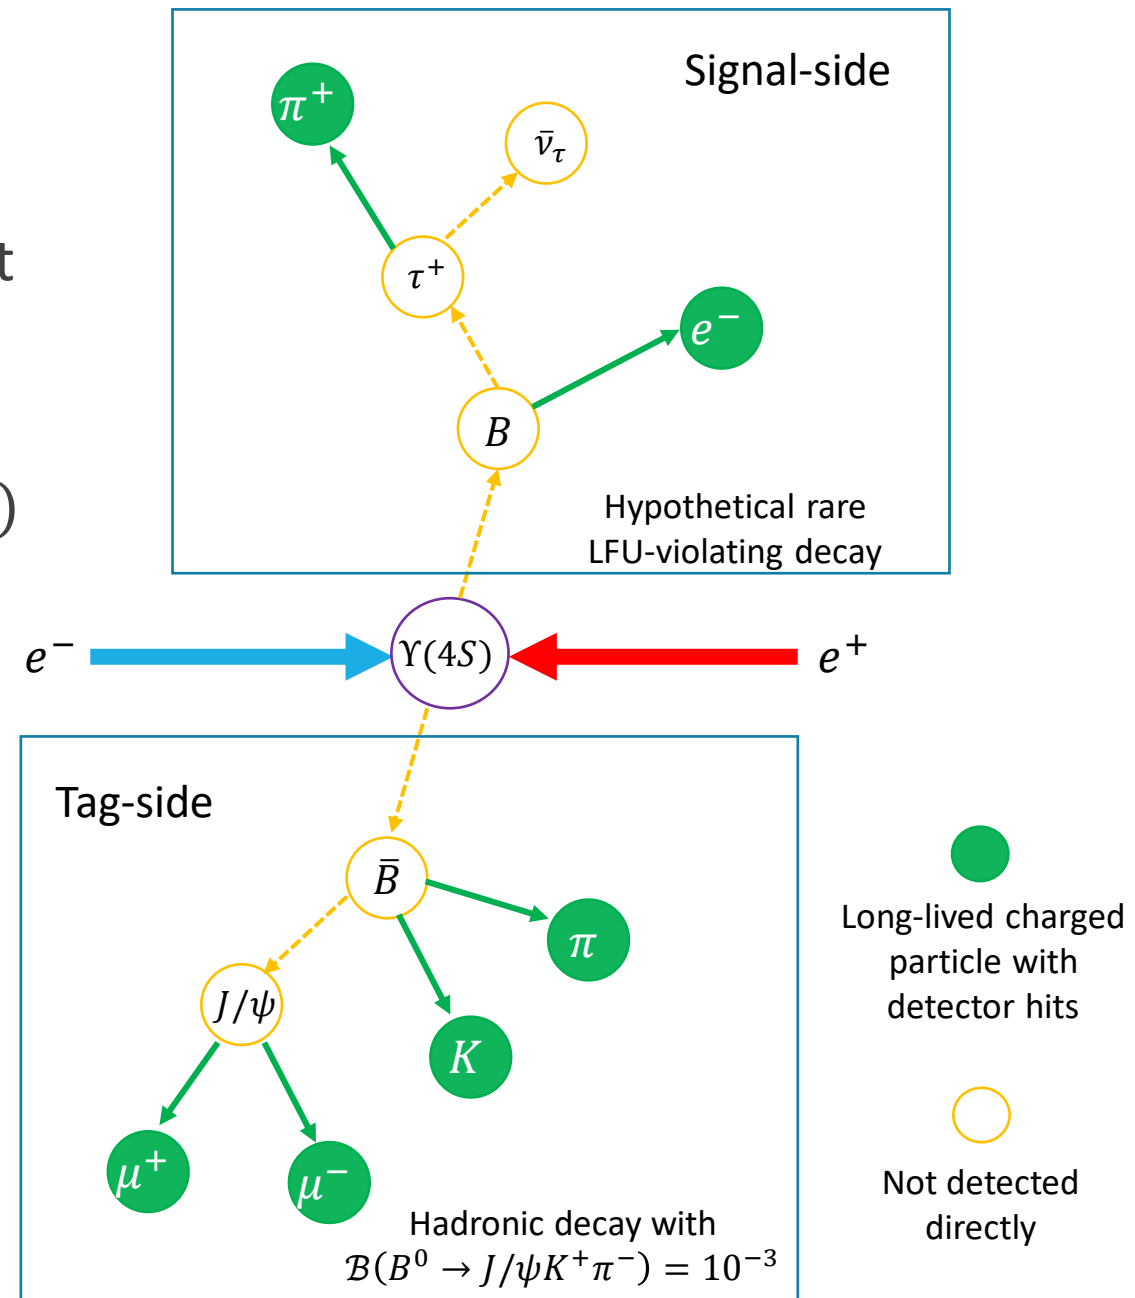 Signal-side
π⁺
ν̄_τ
t
τ⁺
e⁻
B
)
Hypothetical rare
LFU-violating decay
e⁻
ϒ(4S)
e⁺
Tag-side
B̄
π
Long-lived charged
particle with
detector hits
J/ψ
K
μ⁺
μ⁻
Not detected
directly
Hadronic decay with
ℬ(B⁰ → J/ψK⁺π⁻) = 10⁻³